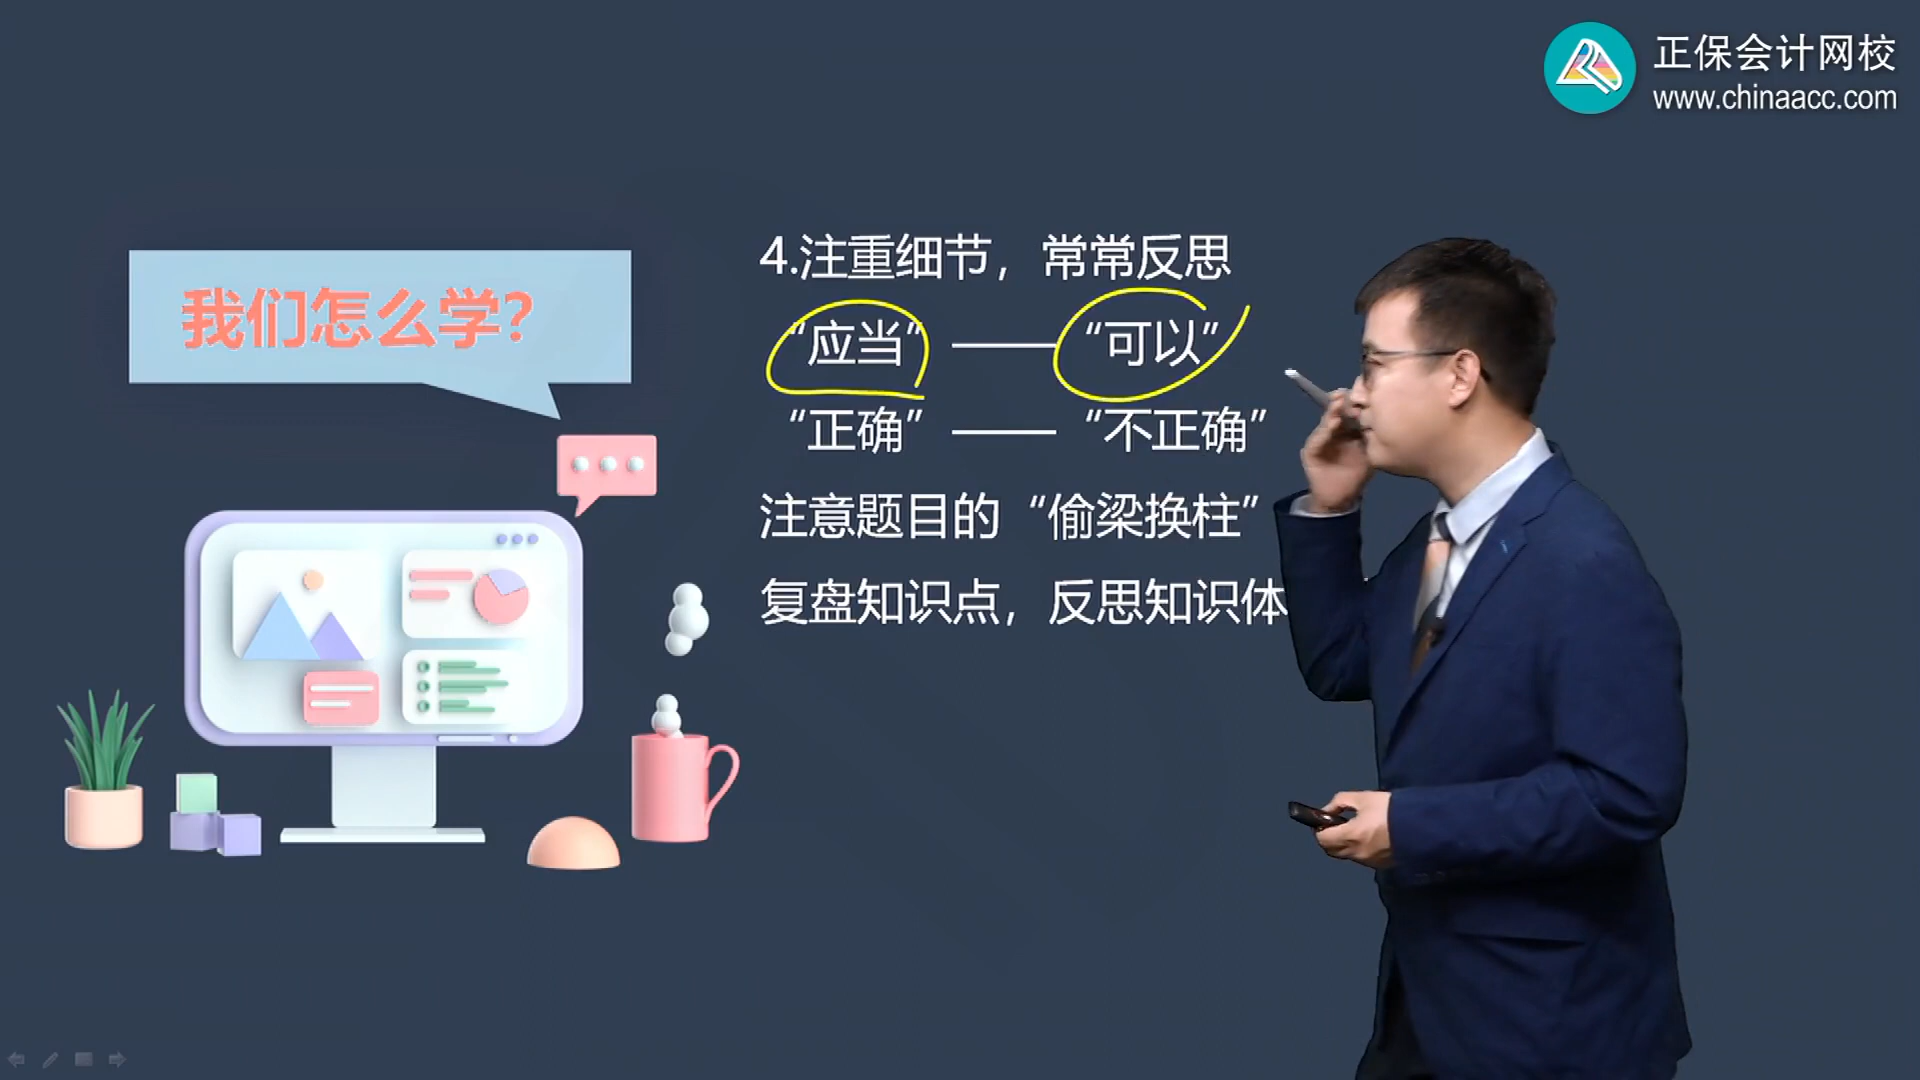 正保会计网校
www.chinaacc.com
我们怎么学？
4.注重细节，常常反思
“应当”——“可以”
“正确”——“不正确”
注意题目的“偷梁换柱”
复盘知识点，反思知识体